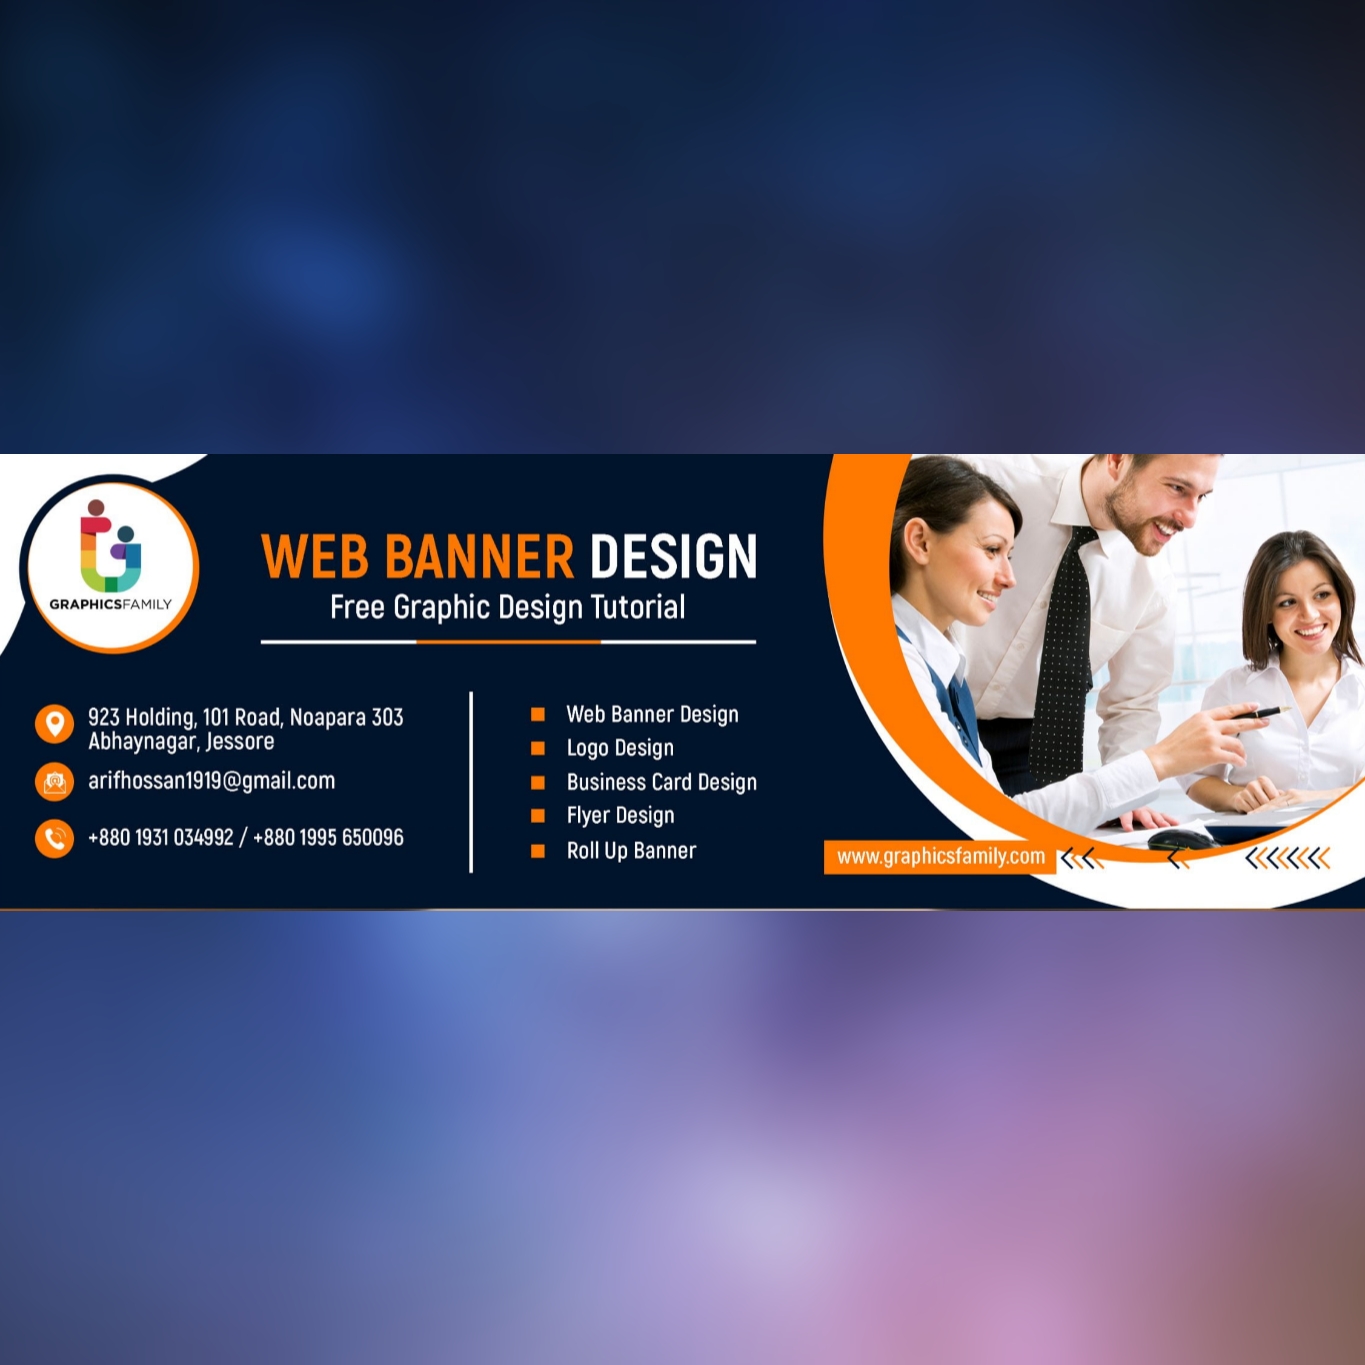 GRAPHICSFAMILY
WEB BANNER DESIGN
Free Graphic Design Tutorial
923 Holding, 101 Road, Noapara 303
Abhaynagar, Jessore
arifhossan1919@gmail.com
+880 1931 034992 / +880 1995 650096
Web Banner Design
Logo Design
Business Card Design
Flyer Design
Roll Up Banner
www.graphicsfamily.com